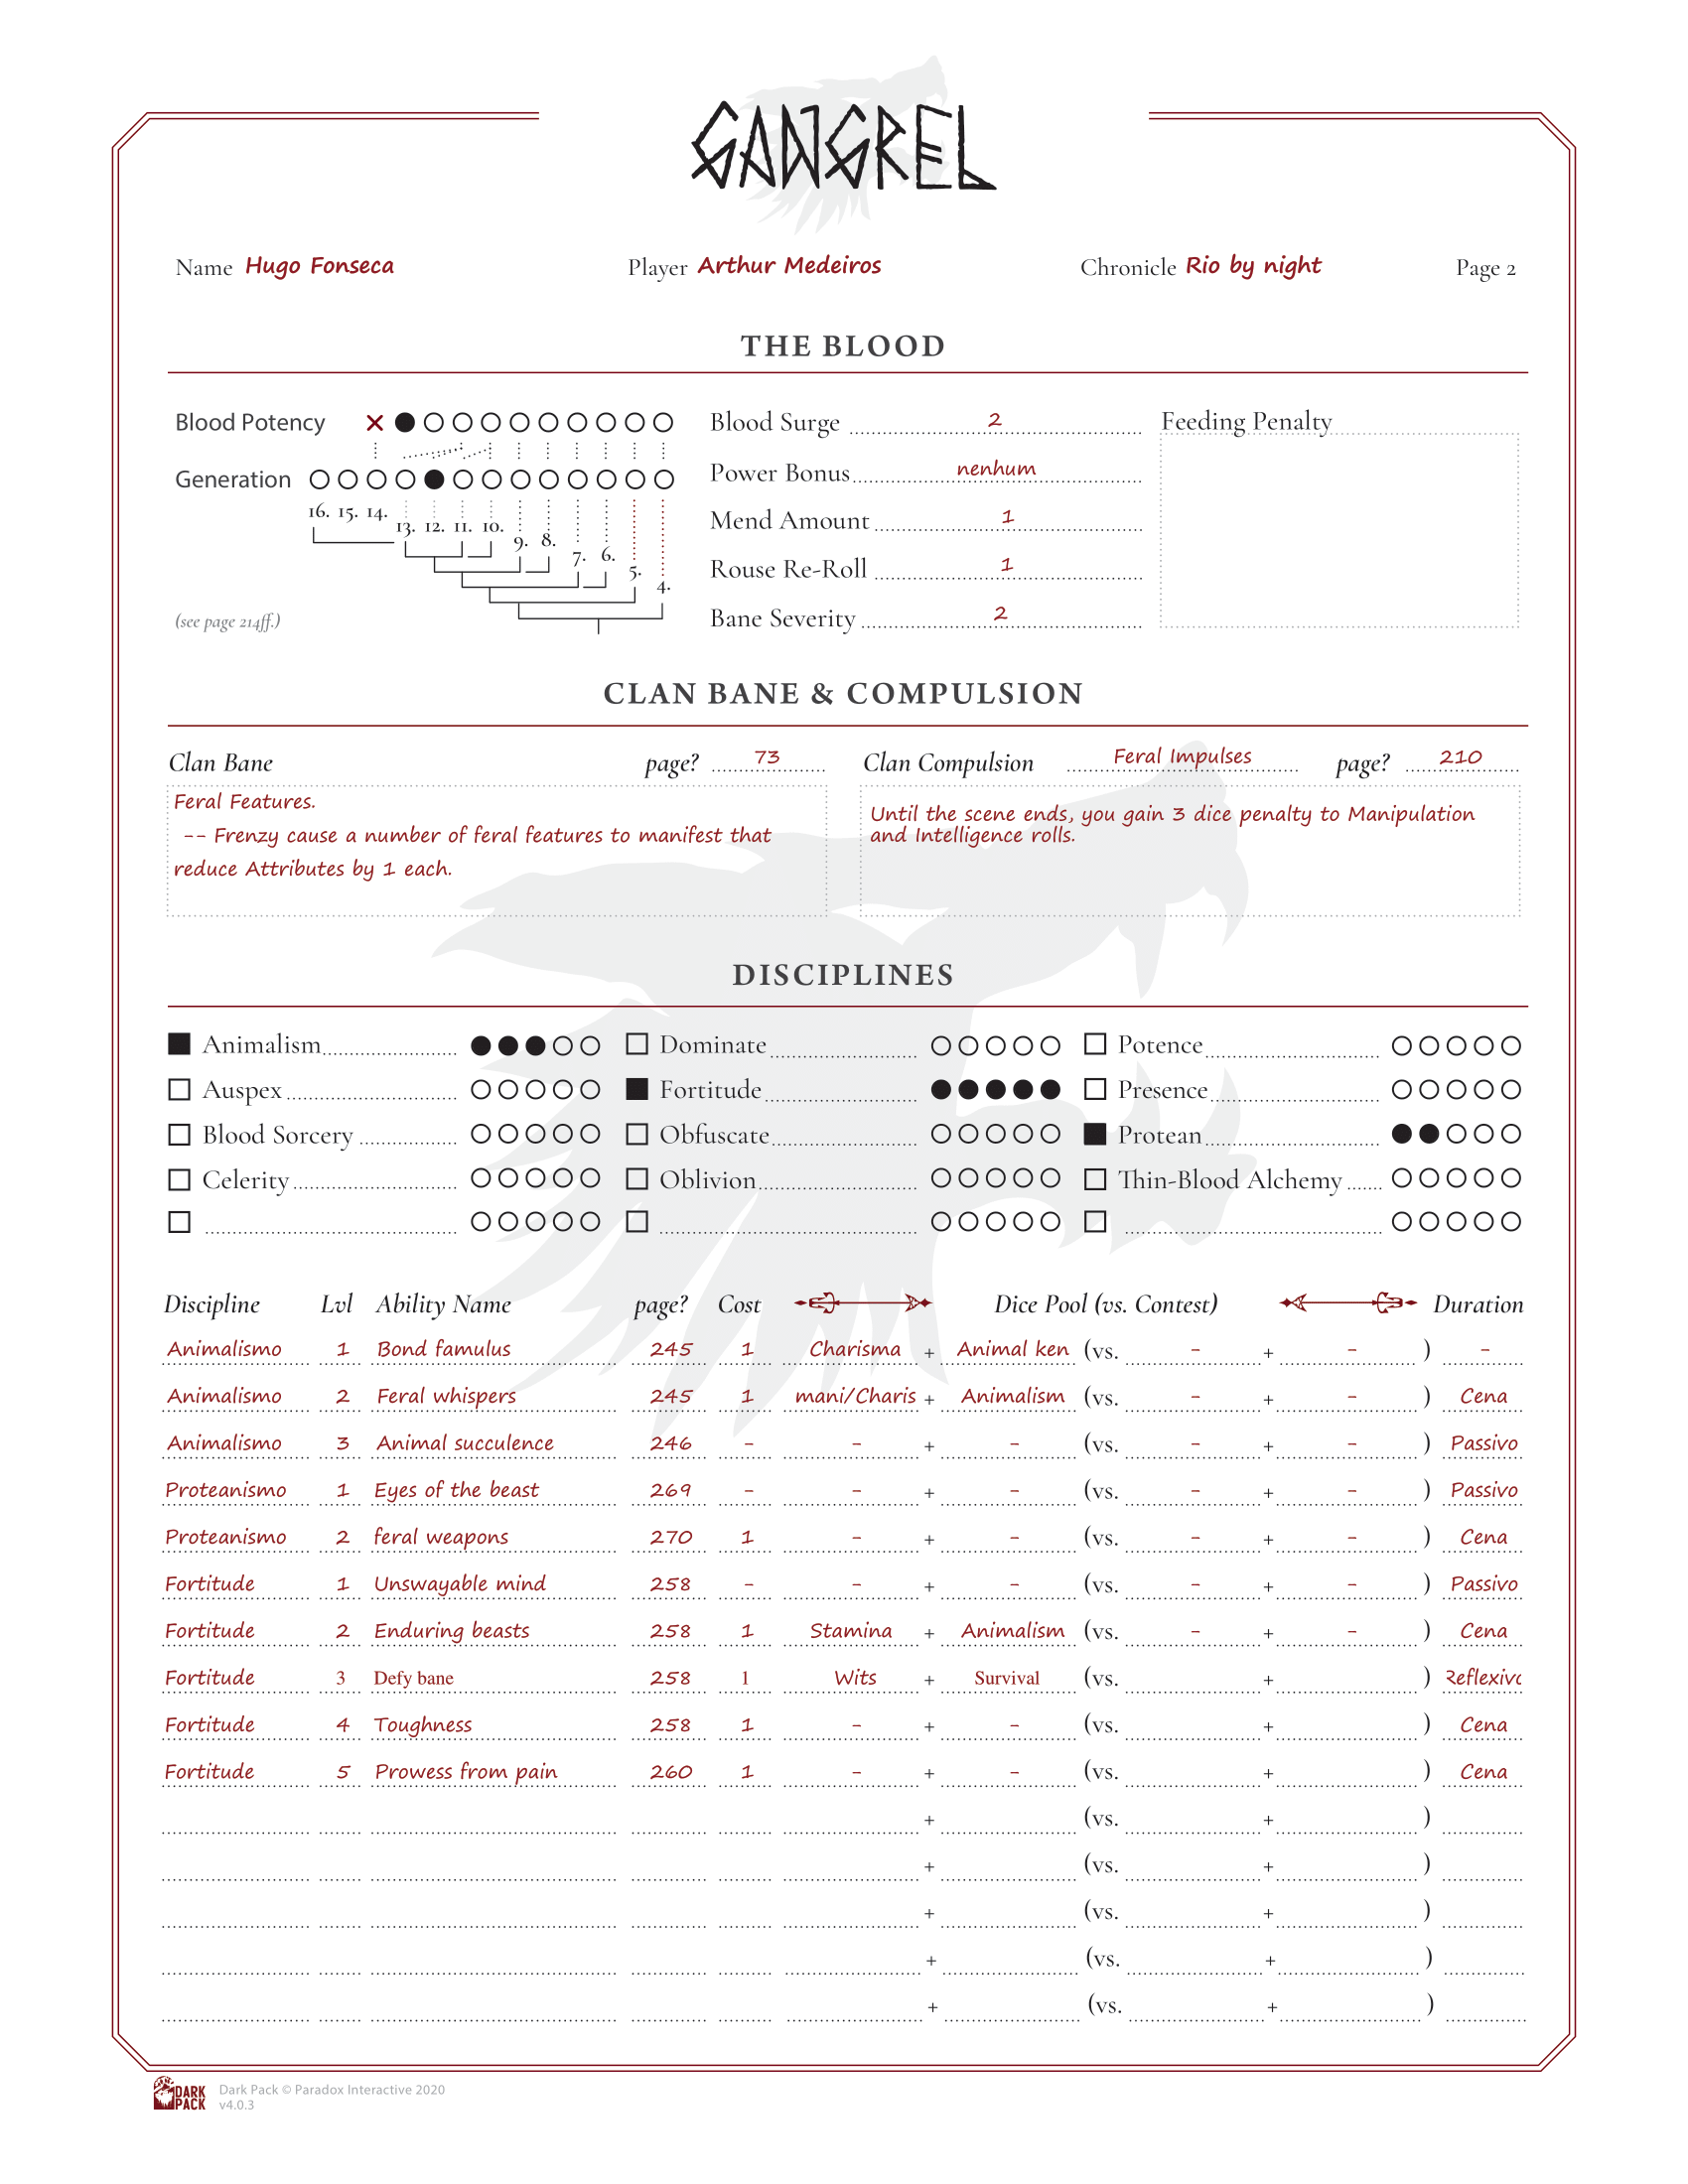 GANGREL
Name Hugo Fonseca Player Arthur Medeiros Chronicle Rio by night Page 2
THE BLOOD
Blood Potency
Generation
16. 15. 14. 13. 12. 11. 10. 9. 8. 7. 6. 5. 4.
(see page 214ff.)
Blood Surge 2
Power Bonus nenhum
Mend Amount 1
Rouse Re-Roll 1
Bane Severity 2
Feeding Penalty
CLAN BANE & COMPULSION
Clan Bane page? 73
Feral Features.
-- Frenzy cause a number of feral features to manifest that
reduce Attributes by 1 each.
Clan Compulsion Feral Impulses page? 210
Until the scene ends, you gain 3 dice penalty to Manipulation
and Intelligence rolls.
DISCIPLINES
Animalism Dominate Potence
Auspex Fortitude Presence
Blood Sorcery Obfuscate Protean
Celerity Oblivion Thin-Blood Alchemy
Discipline Lvl Ability Name page? Cost Dice Pool (vs. Contest) Duration
Animalismo 1 Bond famulus 245 1 Charisma + Animal ken (vs. - + - ) -
Animalismo 2 Feral whispers 245 1 mani/Charis + Animalism (vs. - + - ) Cena
Animalismo 3 Animal succulence 246 - - + - (vs. - + - ) Passivo
Proteanismo 1 Eyes of the beast 269 - - + - (vs. - + - ) Passivo
Proteanismo 2 feral weapons 270 1 - + - (vs. - + - ) Cena
Fortitude 1 Unswayable mind 258 - - + - (vs. - + - ) Passivo
Fortitude 2 Enduring beasts 258 1 Stamina + Animalism (vs. - + - ) Cena
Fortitude 3 Defy bane 258 1 Wits + Survival (vs. + ) Reflexivo
Fortitude 4 Toughness 258 1 - + - (vs. + ) Cena
Fortitude 5 Prowess from pain 260 1 - + - (vs. + ) Cena
+ (vs. + )
+ (vs. + )
+ (vs. + )
+ (vs. + )
+ (vs. + )
DARK PACK
Dark Pack © Paradox Interactive 2020
v4.0.3